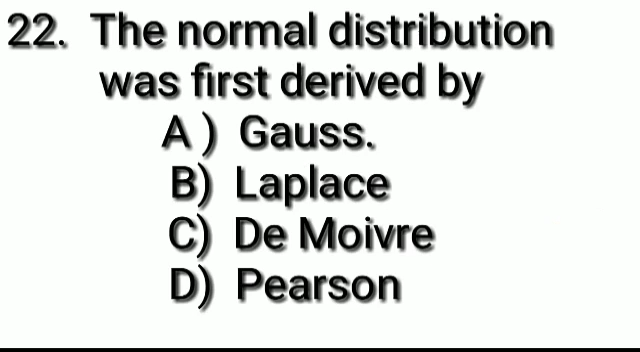 22. The normal distribution
was first derived by
A ) Gauss.
B) Laplace
C) De Moivre
D) Pearson